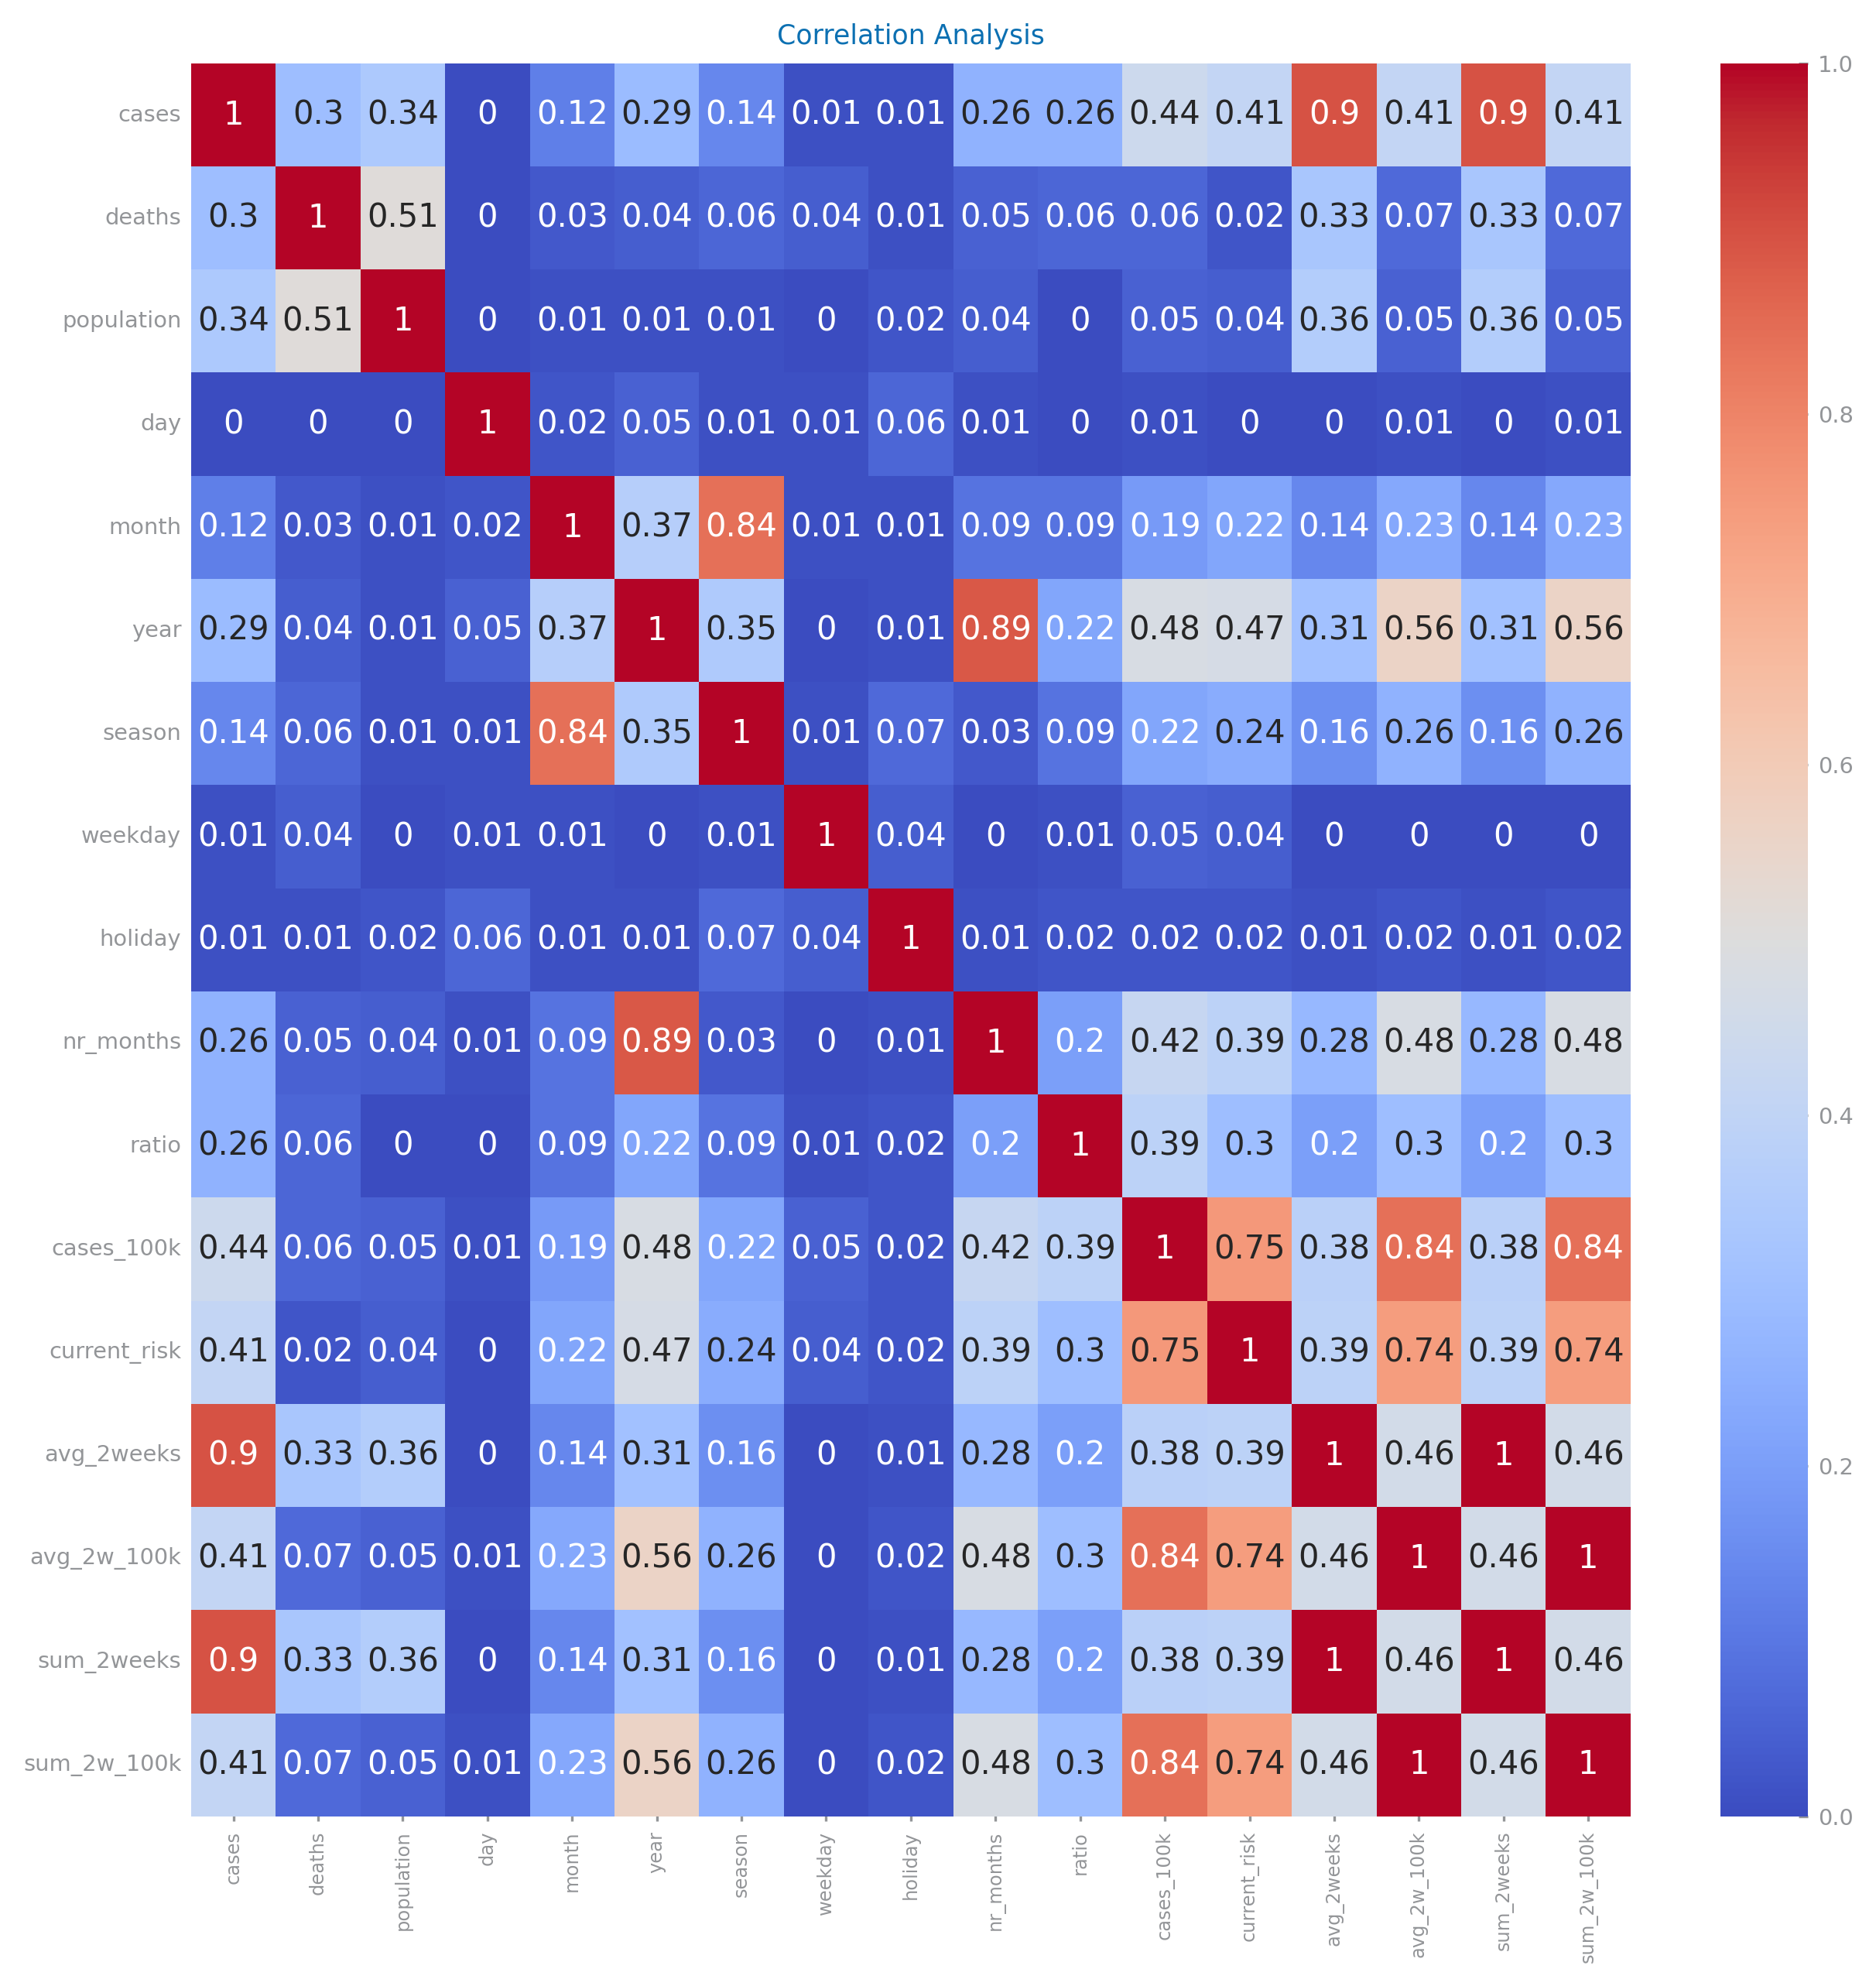 Correlation Analysis
cases 1 0.3 0.34 0 0.12 0.29 0.14 0.01 0.01 0.26 0.26 0.44 0.41 0.9 0.41 0.9 0.41
deaths 0.3 1 0.51 0 0.03 0.04 0.06 0.04 0.01 0.05 0.06 0.06 0.02 0.33 0.07 0.33 0.07
population 0.34 0.51 1 0 0.01 0.01 0.01 0 0.02 0.04 0 0.05 0.04 0.36 0.05 0.36 0.05
day 0 0 0 1 0.02 0.05 0.01 0.01 0.06 0.01 0 0.01 0 0 0.01 0 0.01
month 0.12 0.03 0.01 0.02 1 0.37 0.84 0.01 0.01 0.09 0.09 0.19 0.22 0.14 0.23 0.14 0.23
year 0.29 0.04 0.01 0.05 0.37 1 0.35 0 0.01 0.89 0.22 0.48 0.47 0.31 0.56 0.31 0.56
season 0.14 0.06 0.01 0.01 0.84 0.35 1 0.01 0.07 0.03 0.09 0.22 0.24 0.16 0.26 0.16 0.26
weekday 0.01 0.04 0 0.01 0.01 0 0.01 1 0.04 0 0.01 0.05 0.04 0 0 0 0
holiday 0.01 0.01 0.02 0.06 0.01 0.01 0.07 0.04 1 0.01 0.02 0.02 0.02 0.01 0.02 0.01 0.02
nr_months 0.26 0.05 0.04 0.01 0.09 0.89 0.03 0 0.01 1 0.2 0.42 0.39 0.28 0.48 0.28 0.48
ratio 0.26 0.06 0 0 0.09 0.22 0.09 0.01 0.02 0.2 1 0.39 0.3 0.2 0.3 0.2 0.3
cases_100k 0.44 0.06 0.05 0.01 0.19 0.48 0.22 0.05 0.02 0.42 0.39 1 0.75 0.38 0.84 0.38 0.84
current_risk 0.41 0.02 0.04 0 0.22 0.47 0.24 0.04 0.02 0.39 0.3 0.75 1 0.39 0.74 0.39 0.74
avg_2weeks 0.9 0.33 0.36 0 0.14 0.31 0.16 0 0.01 0.28 0.2 0.38 0.39 1 0.46 1 0.46
avg_2w_100k 0.41 0.07 0.05 0.01 0.23 0.56 0.26 0 0.02 0.48 0.3 0.84 0.74 0.46 1 0.46 1
sum_2weeks 0.9 0.33 0.36 0 0.14 0.31 0.16 0 0.01 0.28 0.2 0.38 0.39 1 0.46 1 0.46
sum_2w_100k 0.41 0.07 0.05 0.01 0.23 0.56 0.26 0 0.02 0.48 0.3 0.84 0.74 0.46 1 0.46 1
cases deaths population day month year season weekday holiday nr_months ratio cases_100k current_risk avg_2weeks avg_2w_100k sum_2weeks sum_2w_100k
1.0
0.8
0.6
0.4
0.2
0.0